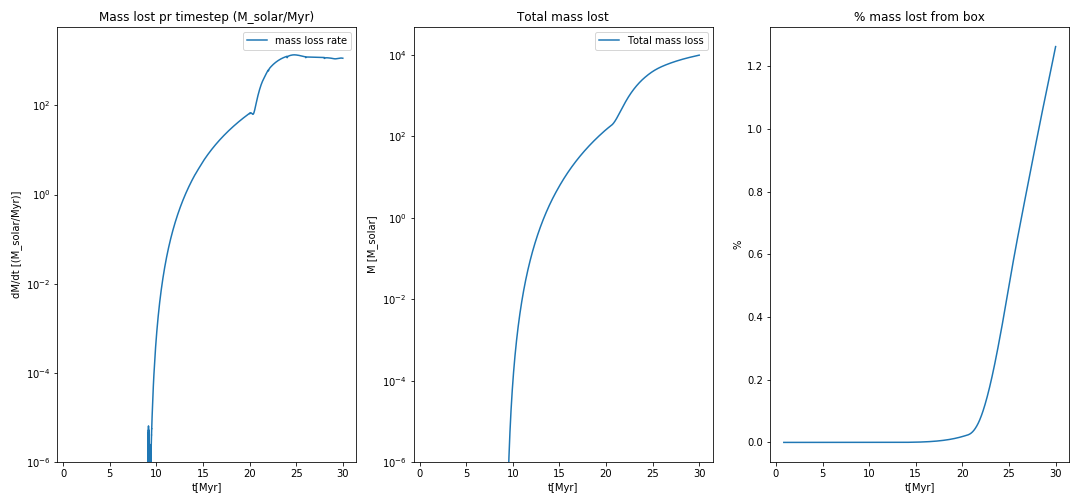 Mass lost pr timestep (M_solar/Myr)
mass loss rate
dM/dt [(M_solar/Myr)]
10^2
10^0
10^-2
10^-4
10^-6
0 5 10 15 20 25 30
t[Myr]
Total mass lost
Total mass loss
M [M_solar]
10^4
10^2
10^0
10^-2
10^-4
10^-6
0 5 10 15 20 25 30
t[Myr]
% mass lost from box
%
1.2
1.0
0.8
0.6
0.4
0.2
0.0
0 5 10 15 20 25 30
t[Myr]